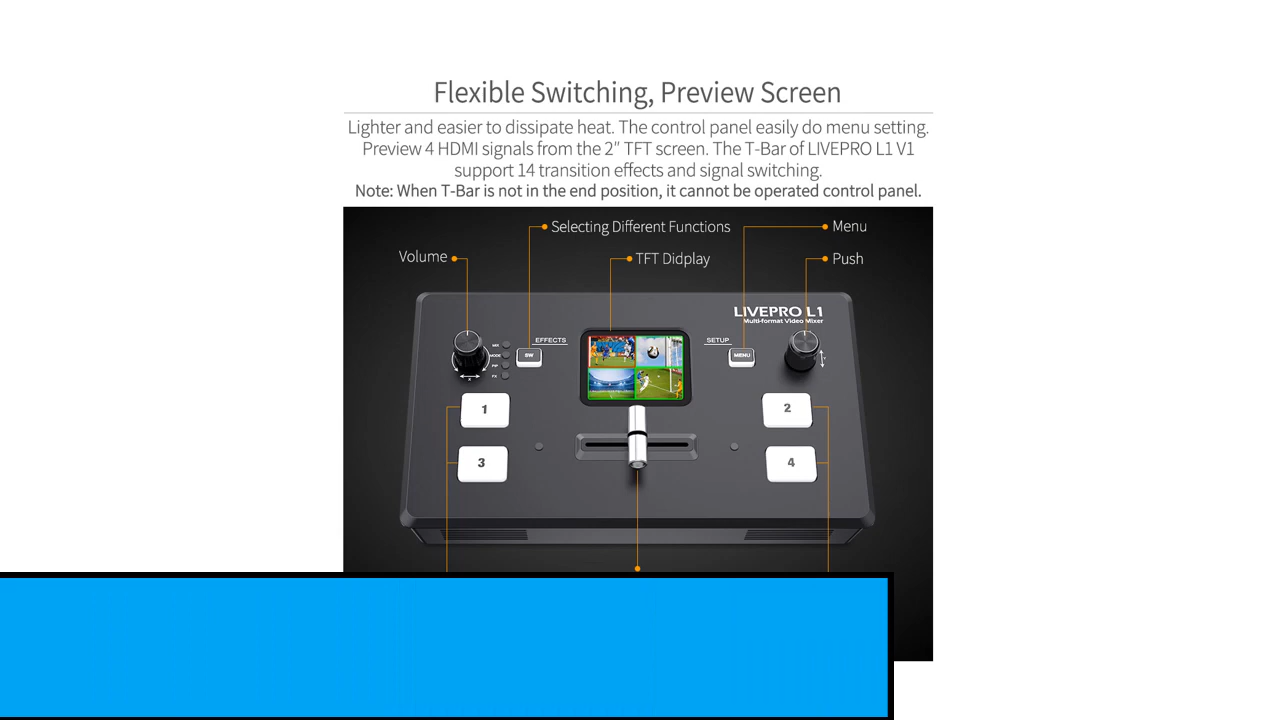 Flexible Switching, Preview Screen
Lighter and easier to dissipate heat. The control panel easily do menu setting.
Preview 4 HDMI signals from the 2" TFT screen. The T-Bar of LIVEPRO L1 V1
support 14 transition effects and signal switching.
Note: When T-Bar is not in the end position, it cannot be operated control panel.
Selecting Different Functions
Menu
Volume
TFT Didplay
Push
LIVEPRO L1
Multi-format Video Mixer
EFFECTS
SETUP
MIX
MODE
PIP
FX
SW
MENU
X
1
2
3
4